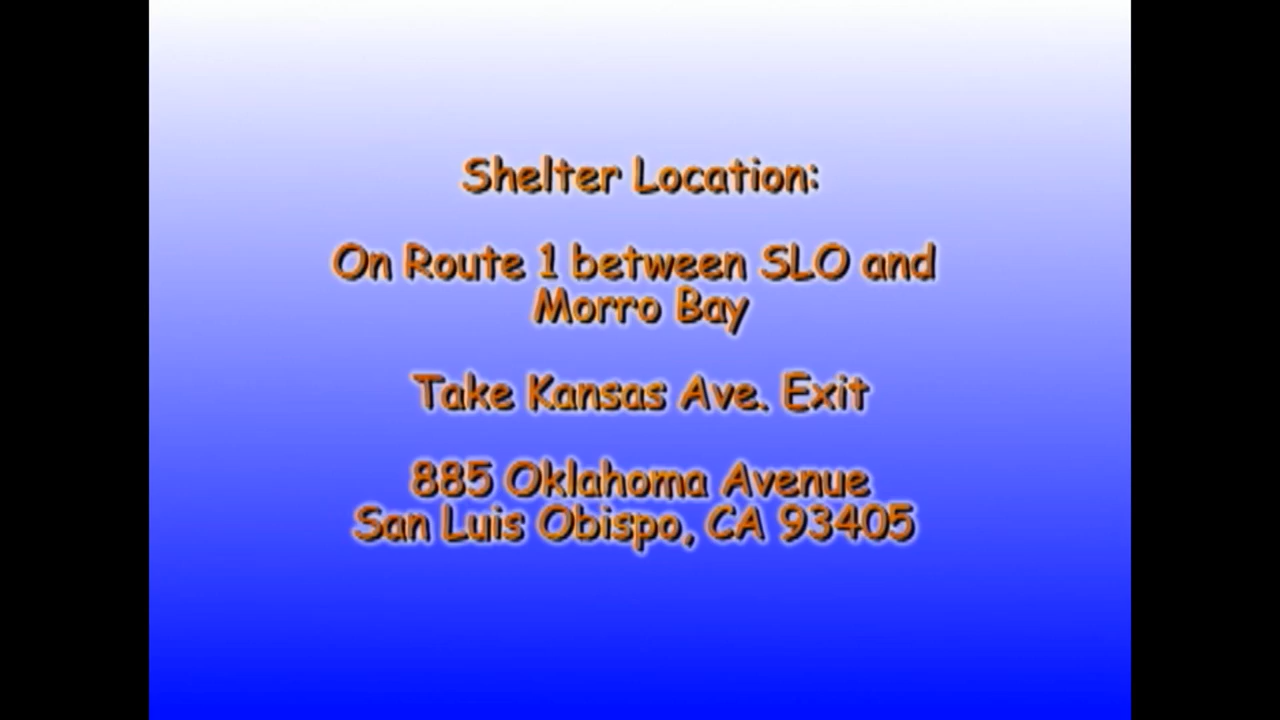 Shelter Location:
On Route 1 between SLO and
Morro Bay
Take Kansas Ave. Exit
885 Oklahoma Avenue
San Luis Obispo, CA 93405